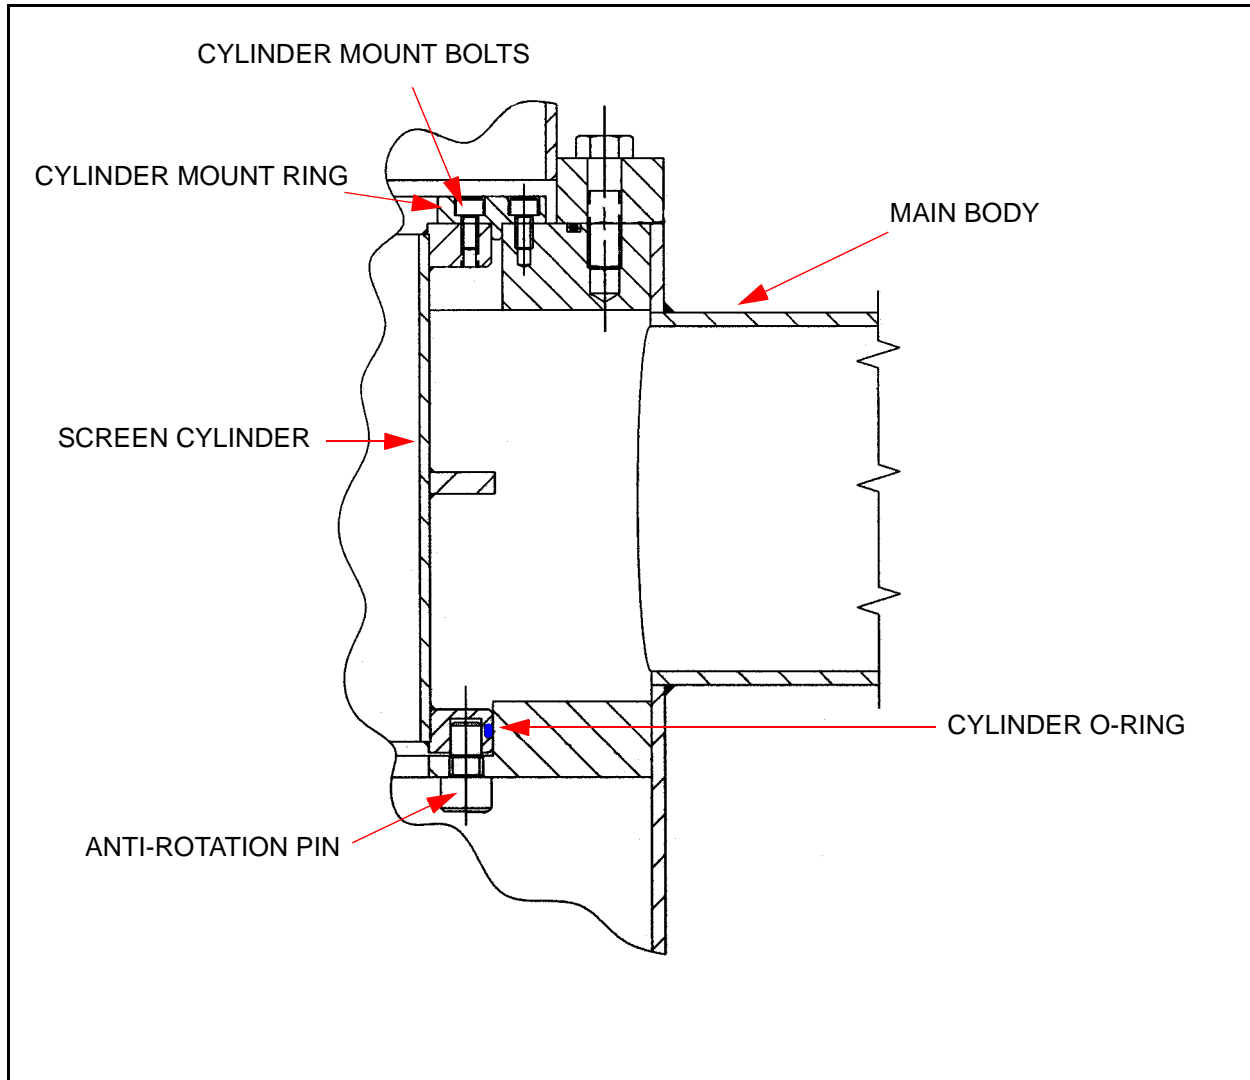 CYLINDER MOUNT BOLTS
CYLINDER MOUNT RING
MAIN BODY
SCREEN CYLINDER
CYLINDER O-RING
ANTI-ROTATION PIN